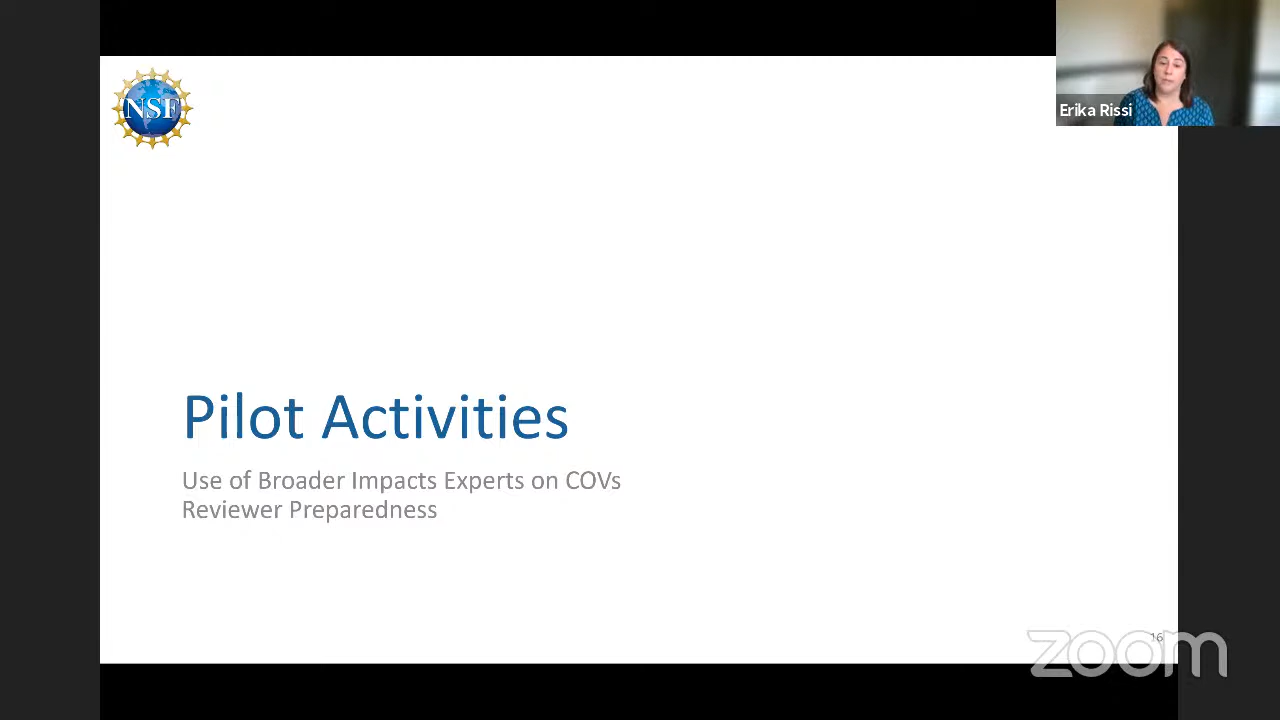 NSF
Erika Rissi
Pilot Activities
Use of Broader Impacts Experts on COVs
Reviewer Preparedness
16
zoom